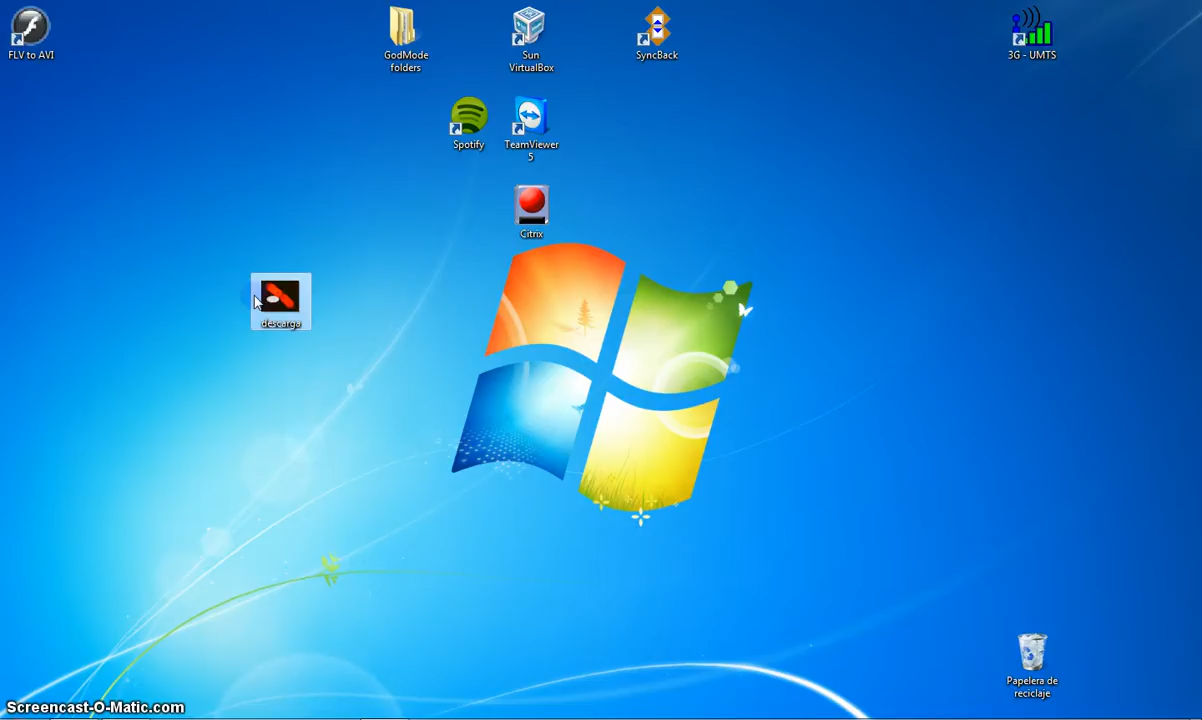 FLV to AVI
GodMode
folders
Sun
VirtualBox
SyncBack
3G - UMTS
Spotify
TeamViewer
5
Citrix
descarga
Papelera de
reciclaje
Screencast-O-Matic.com